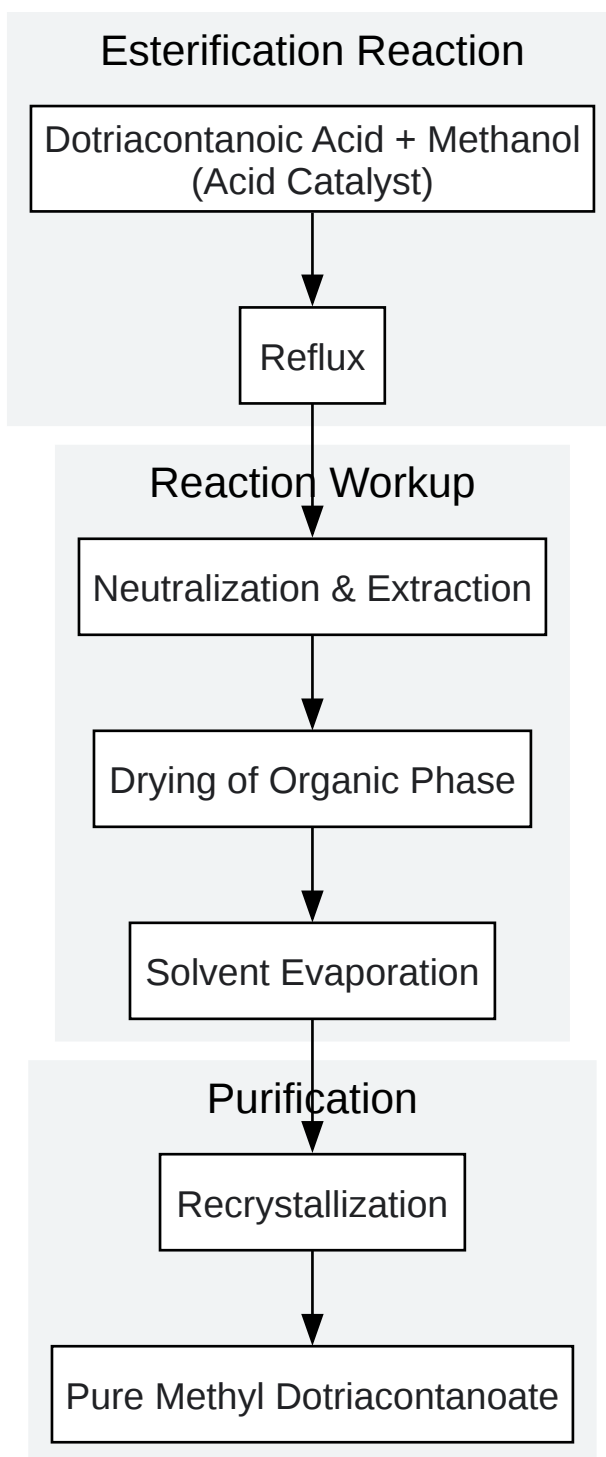 Esterification Reaction
Dotriacontanoic Acid + Methanol
(Acid Catalyst)
Reflux
Reaction Workup
Neutralization & Extraction
Drying of Organic Phase
Solvent Evaporation
Purification
Recrystallization
Pure Methyl Dotriacontanoate